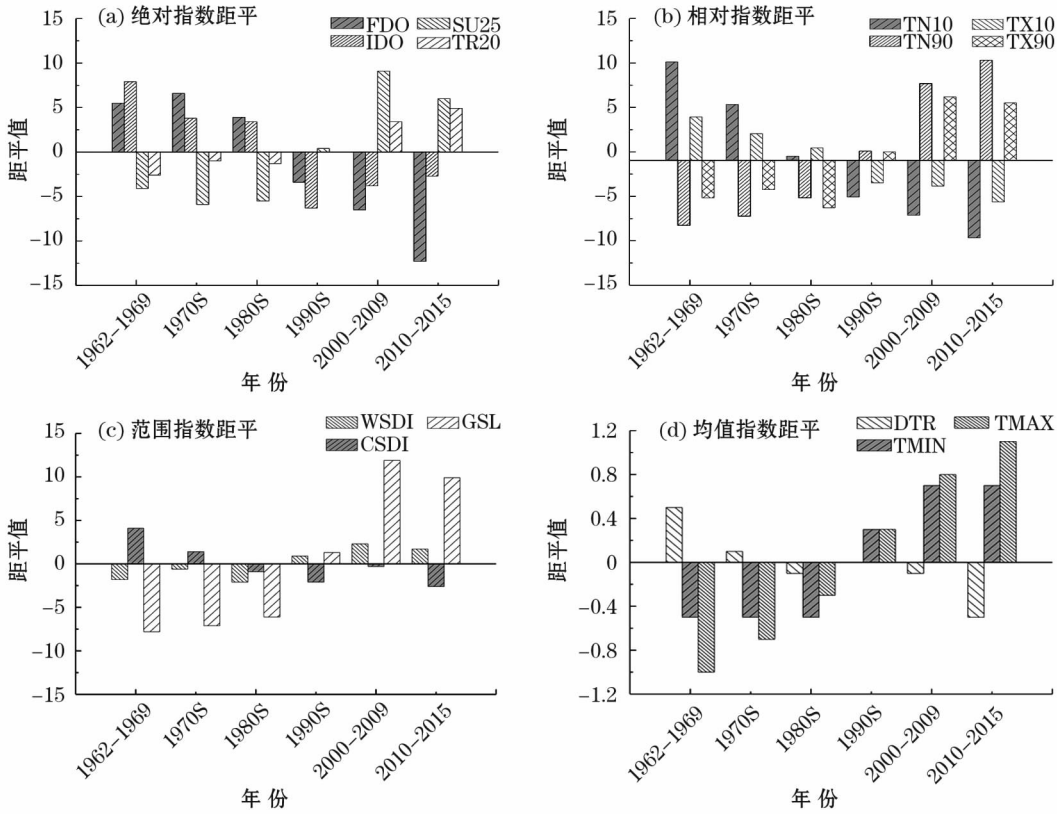 (a) 绝对指数距平
FDO SU25
IDO TR20
15
10
5
0
−5
−10
−15
距平值
1962−1969
1970S
1980S
1990S
2000−2009
2010−2015
年 份
(b) 相对指数距平
TN10 TX10
TN90 TX90
15
10
5
0
−5
−10
−15
距平值
1962−1969
1970S
1980S
1990S
2000−2009
2010−2015
年 份
(c) 范围指数距平
WSDI GSL
CSDI
15
10
5
0
−5
−10
−15
距平值
1962−1969
1970S
1980S
1990S
2000−2009
2010−2015
年 份
(d) 均值指数距平
DTR TMAX
TMIN
1.2
0.8
0.4
0
−0.4
−0.8
−1.2
距平值
1962−1969
1970S
1980S
1990S
2000−2009
2010−2015
年 份